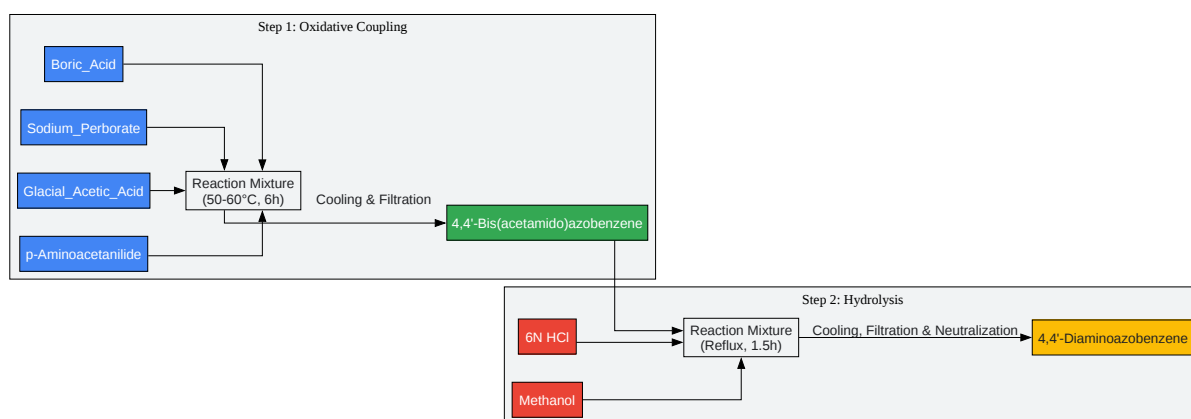 Step 1: Oxidative Coupling
Boric_Acid
Sodium_Perborate
Glacial_Acetic_Acid
p-Aminoacetanilide
Reaction Mixture
(50-60°C, 6h)
Cooling & Filtration
4,4'-Bis(acetamido)azobenzene
Step 2: Hydrolysis
6N HCl
Methanol
Reaction Mixture
(Reflux, 1.5h)
Cooling, Filtration & Neutralization
4,4'-Diaminoazobenzene